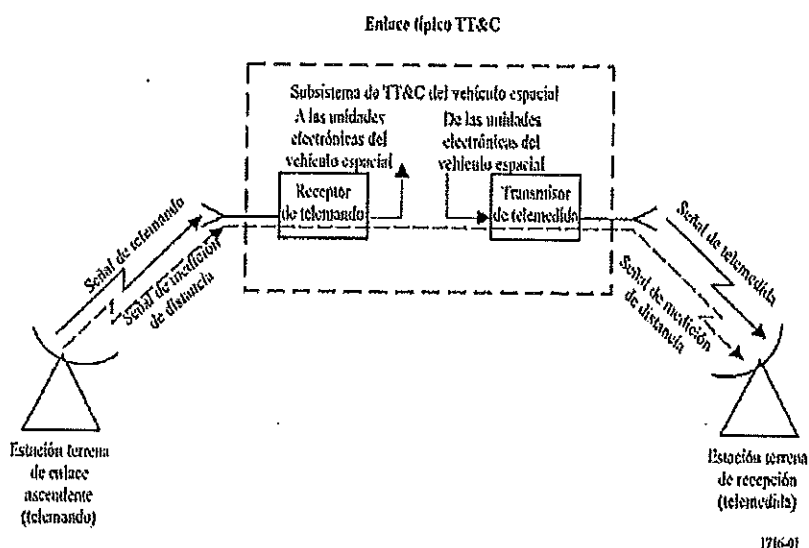 Enlace típico TT&C
Subsistema de TT&C del vehículo espacial
A las unidades
electrónicas del
vehículo espacial
De las unidades
electrónicas del
vehículo espacial
Receptor
de telemando
Transmisor
de telemedida
Señal de telemando
Señal de medición
de distancia
Señal de telemedida
Señal de medición
de distancia
Estación terrena
de enlace
ascendente
(telemando)
Estación terrena
de recepción
(telemedida)
1716-01